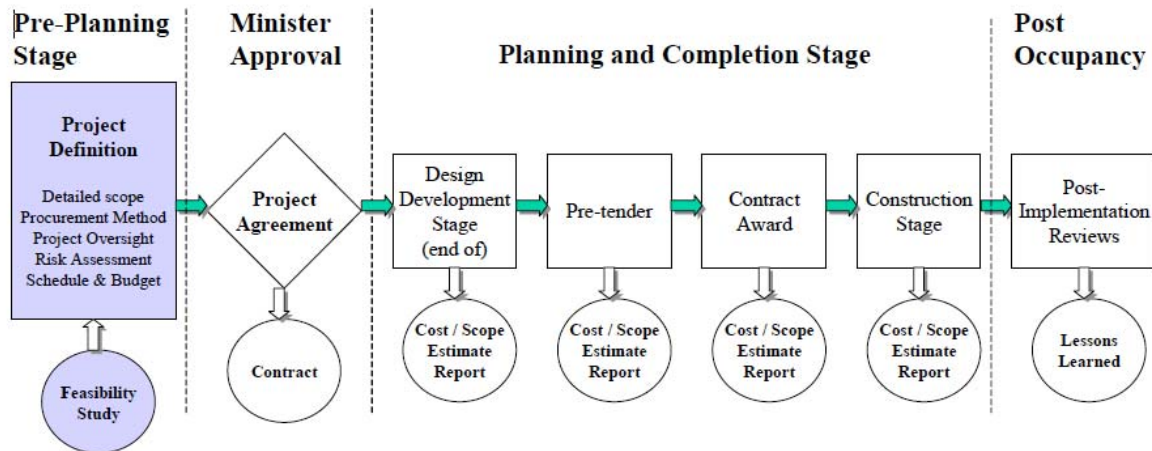 Pre-Planning
Stage
Minister
Approval
Planning and Completion Stage
Post
Occupancy
Project
Definition
Detailed scope
Procurement Method
Project Oversight
Risk Assessment
Schedule & Budget
Feasibility
Study
Project
Agreement
Contract
Design
Development
Stage
(end of)
Cost / Scope
Estimate
Report
Pre-tender
Cost / Scope
Estimate
Report
Contract
Award
Cost / Scope
Estimate
Report
Construction
Stage
Cost / Scope
Estimate
Report
Post-
Implementation
Reviews
Lessons
Learned